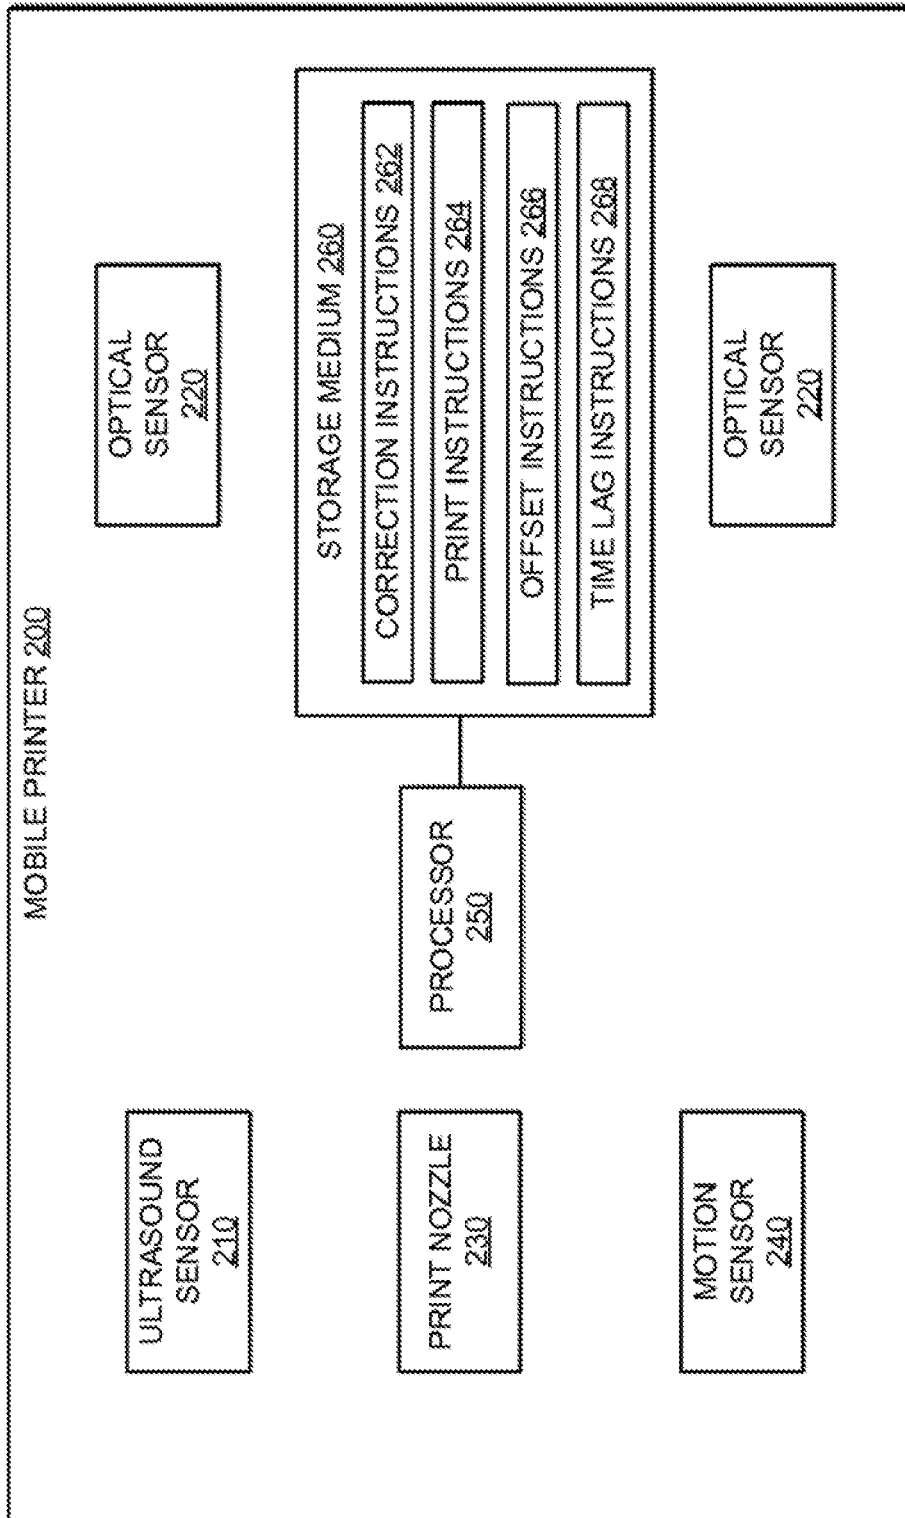 MOBILE PRINTER 200
ULTRASOUND
SENSOR
210
PRINT NOZZLE
230
MOTION
SENSOR
240
PROCESSOR
250
STORAGE MEDIUM 260
CORRECTION INSTRUCTIONS 262
PRINT INSTRUCTIONS 264
OFFSET INSTRUCTIONS 266
TIME LAG INSTRUCTIONS 268
OPTICAL
SENSOR
220
OPTICAL
SENSOR
220